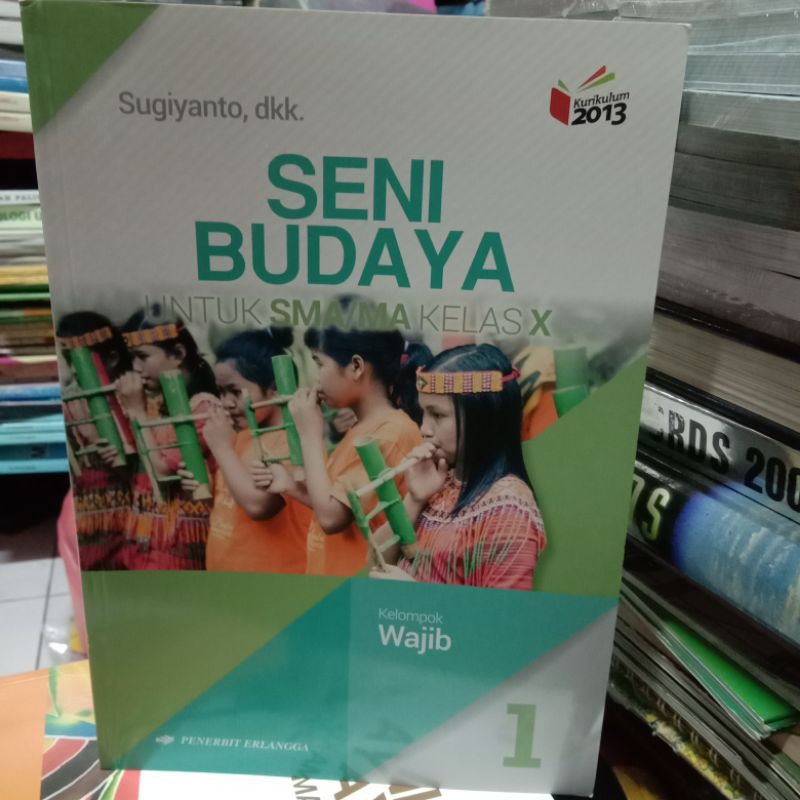 Sugiyanto, dkk.
Kurikulum
2013
SENI
BUDAYA
UNTUK SMA/MA KELAS X
Kelompok
Wajib
1
PENERBIT ERLANGGA